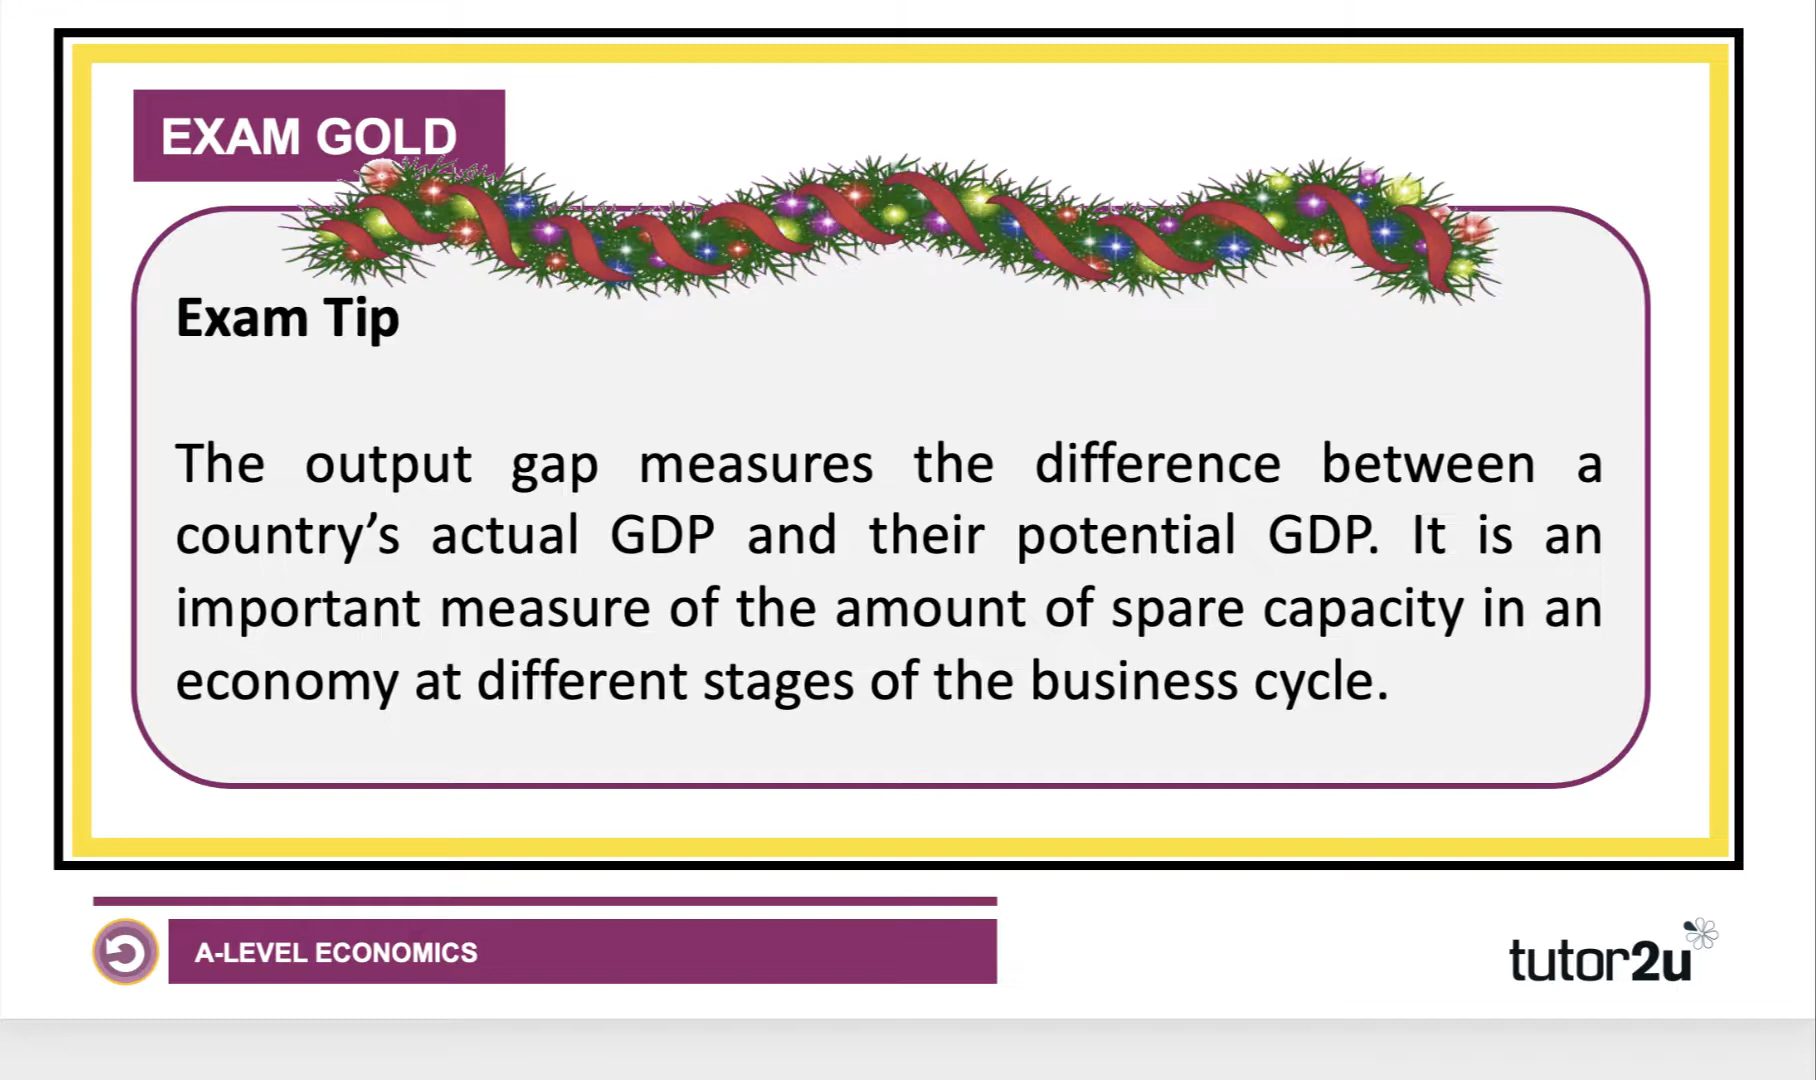 EXAM GOLD
Exam Tip
The output gap measures the difference between a
country’s actual GDP and their potential GDP. It is an
important measure of the amount of spare capacity in an
economy at different stages of the business cycle.
A-LEVEL ECONOMICS
tutor2u